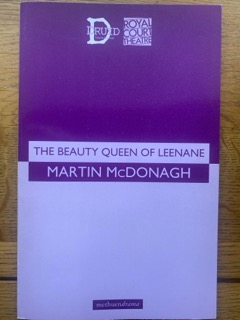 DRUID
ROYAL
COURT
THEATRE
THE BEAUTY QUEEN OF LEENANE
MARTIN McDONAGH
methuendrama